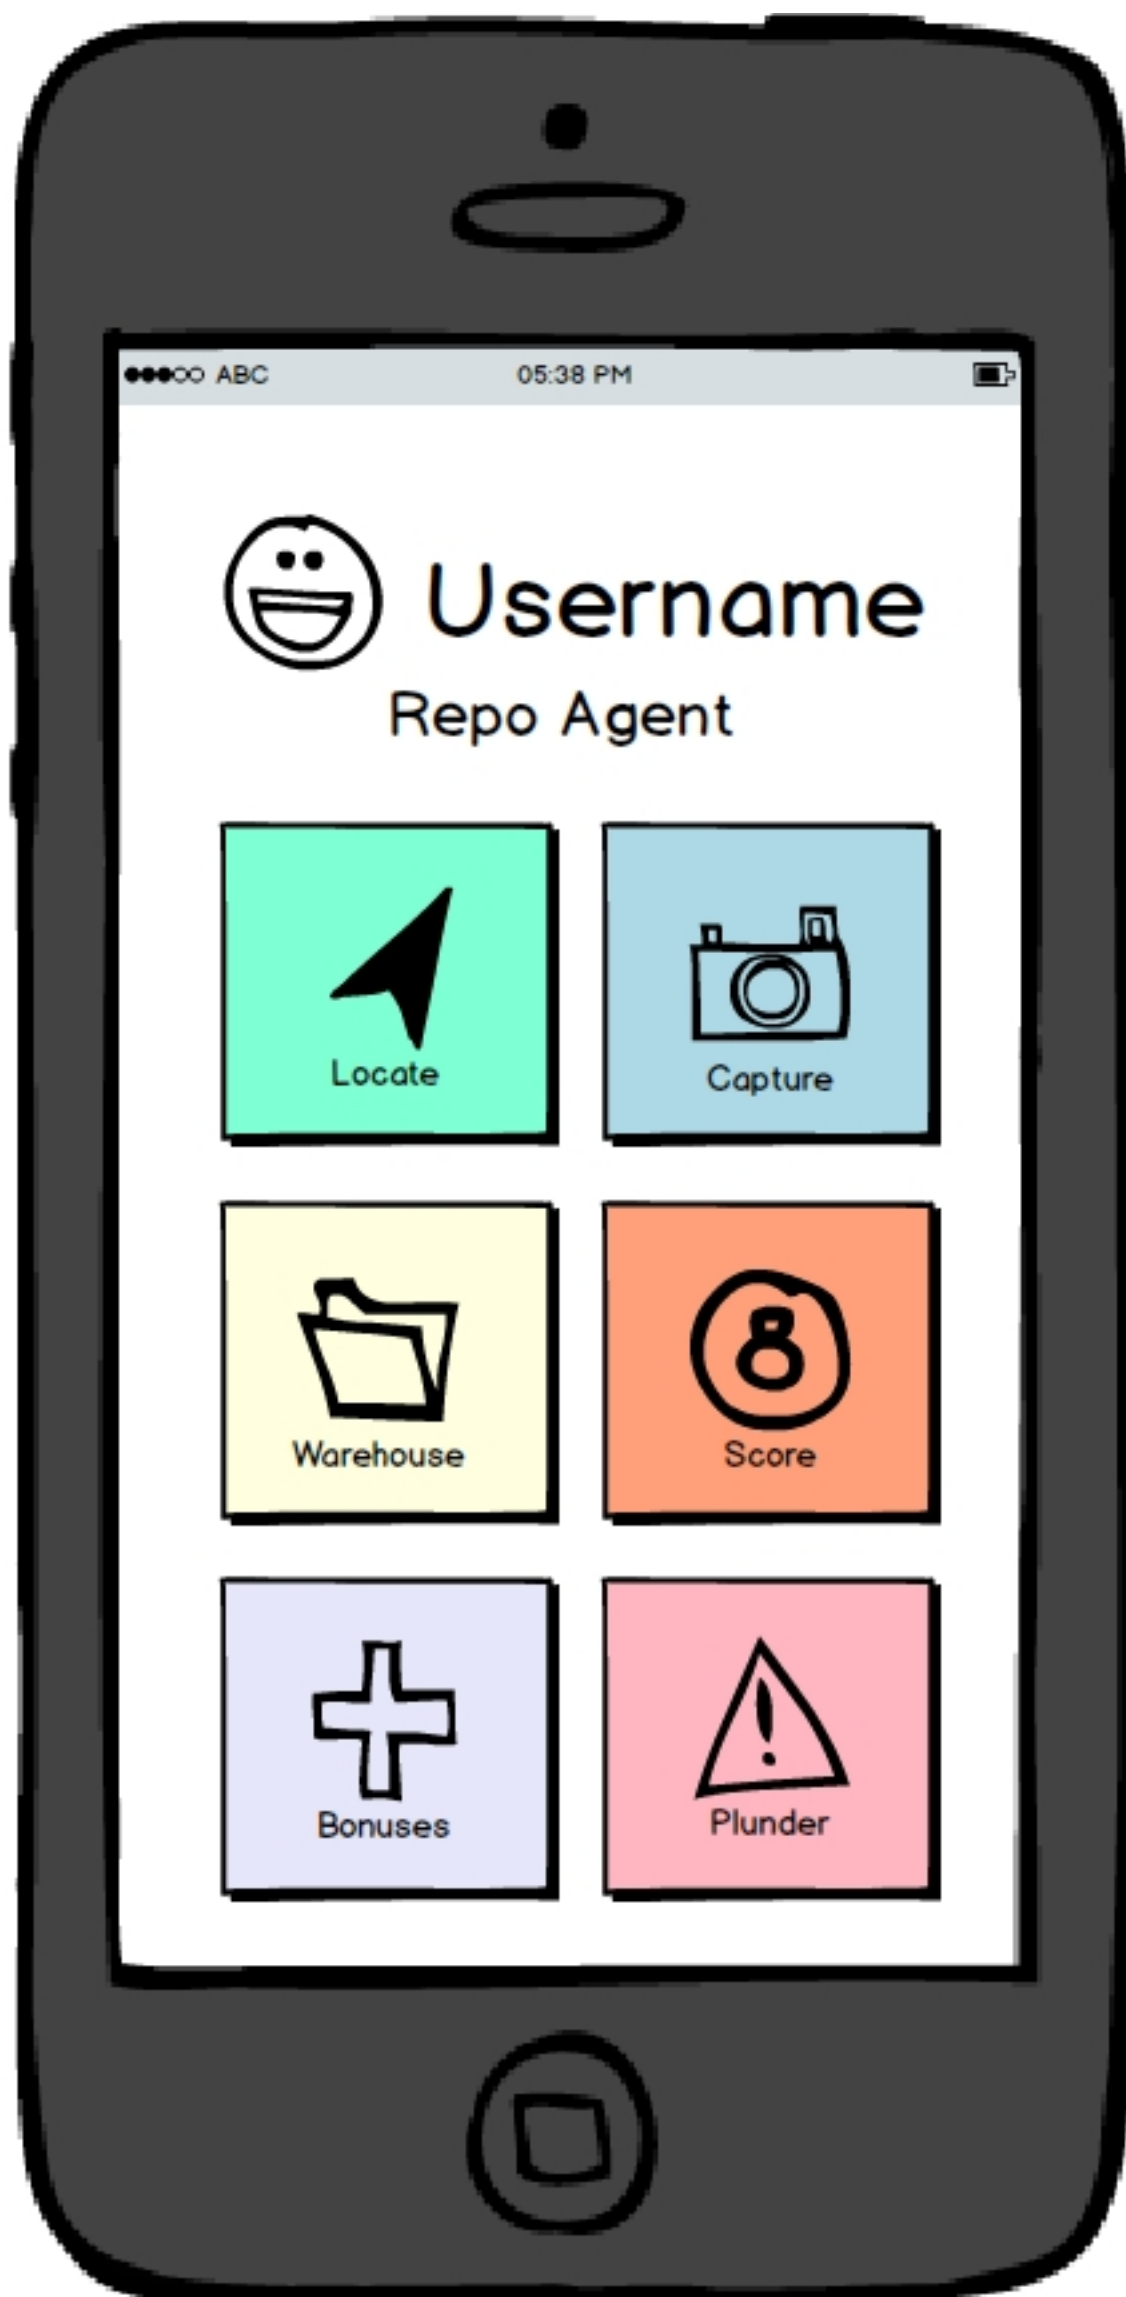 ABC 05:38 PM
Username
Repo Agent
Locate Capture
8
Warehouse Score
Bonuses Plunder